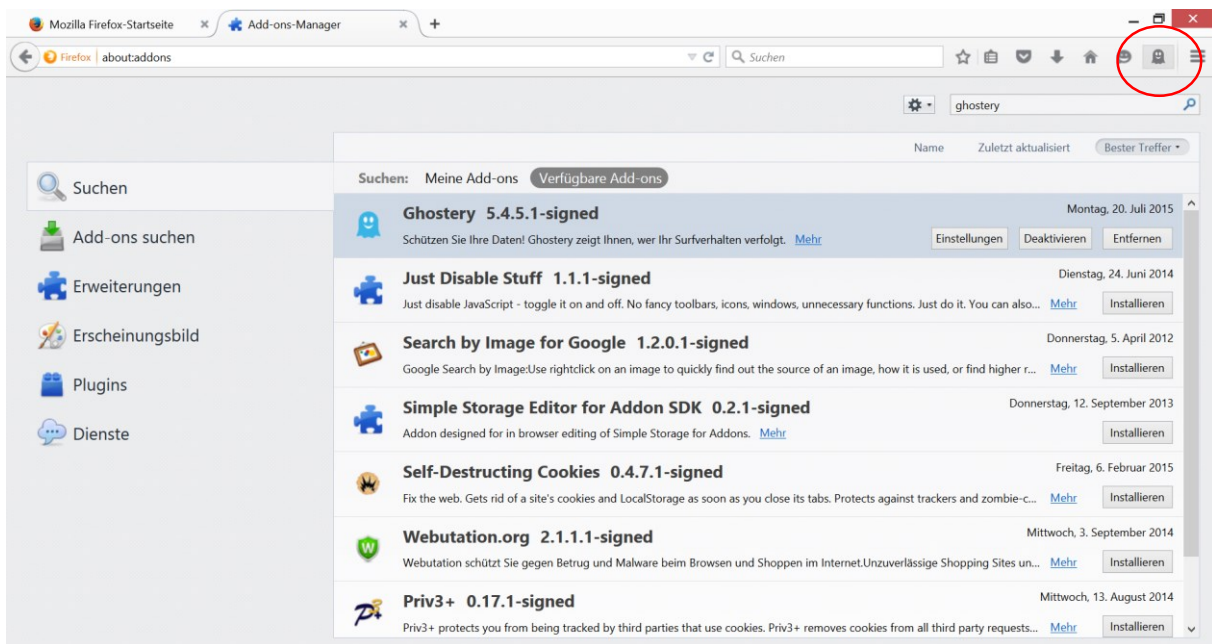 Mozilla Firefox-Startseite
Add-ons-Manager
Firefox about:addons
Suchen
ghostery
Name Zuletzt aktualisiert Bester Treffer
Suchen
Add-ons suchen
Erweiterungen
Erscheinungsbild
Plugins
Dienste
Suchen: Meine Add-ons Verfügbare Add-ons
Ghostery 5.4.5.1-signed Montag, 20. Juli 2015
Schützen Sie Ihre Daten! Ghostery zeigt Ihnen, wer Ihr Surfverhalten verfolgt. Mehr Einstellungen Deaktivieren Entfernen
Just Disable Stuff 1.1.1-signed Dienstag, 24. Juni 2014
Just disable JavaScript - toggle it on and off. No fancy toolbars, icons, windows, unnecessary functions. Just do it. You can also... Mehr Installieren
Search by Image for Google 1.2.0.1-signed Donnerstag, 5. April 2012
Google Search by Image:Use rightclick on an image to quickly find out the source of an image, how it is used, or find higher r... Mehr Installieren
Simple Storage Editor for Addon SDK 0.2.1-signed Donnerstag, 12. September 2013
Addon designed for in browser editing of Simple Storage for Addons. Mehr Installieren
Self-Destructing Cookies 0.4.7.1-signed Freitag, 6. Februar 2015
Fix the web. Gets rid of a site's cookies and LocalStorage as soon as you close its tabs. Protects against trackers and zombie-c... Mehr Installieren
Webutation.org 2.1.1.1-signed Mittwoch, 3. September 2014
Webutation schützt Sie gegen Betrug und Malware beim Browsen und Shoppen im Internet.Unzuverlässige Shopping Sites un... Mehr Installieren
Priv3+ 0.17.1-signed Mittwoch, 13. August 2014
Priv3+ protects you from being tracked by third parties that use cookies. Priv3+ removes cookies from all third party requests... Mehr Installieren